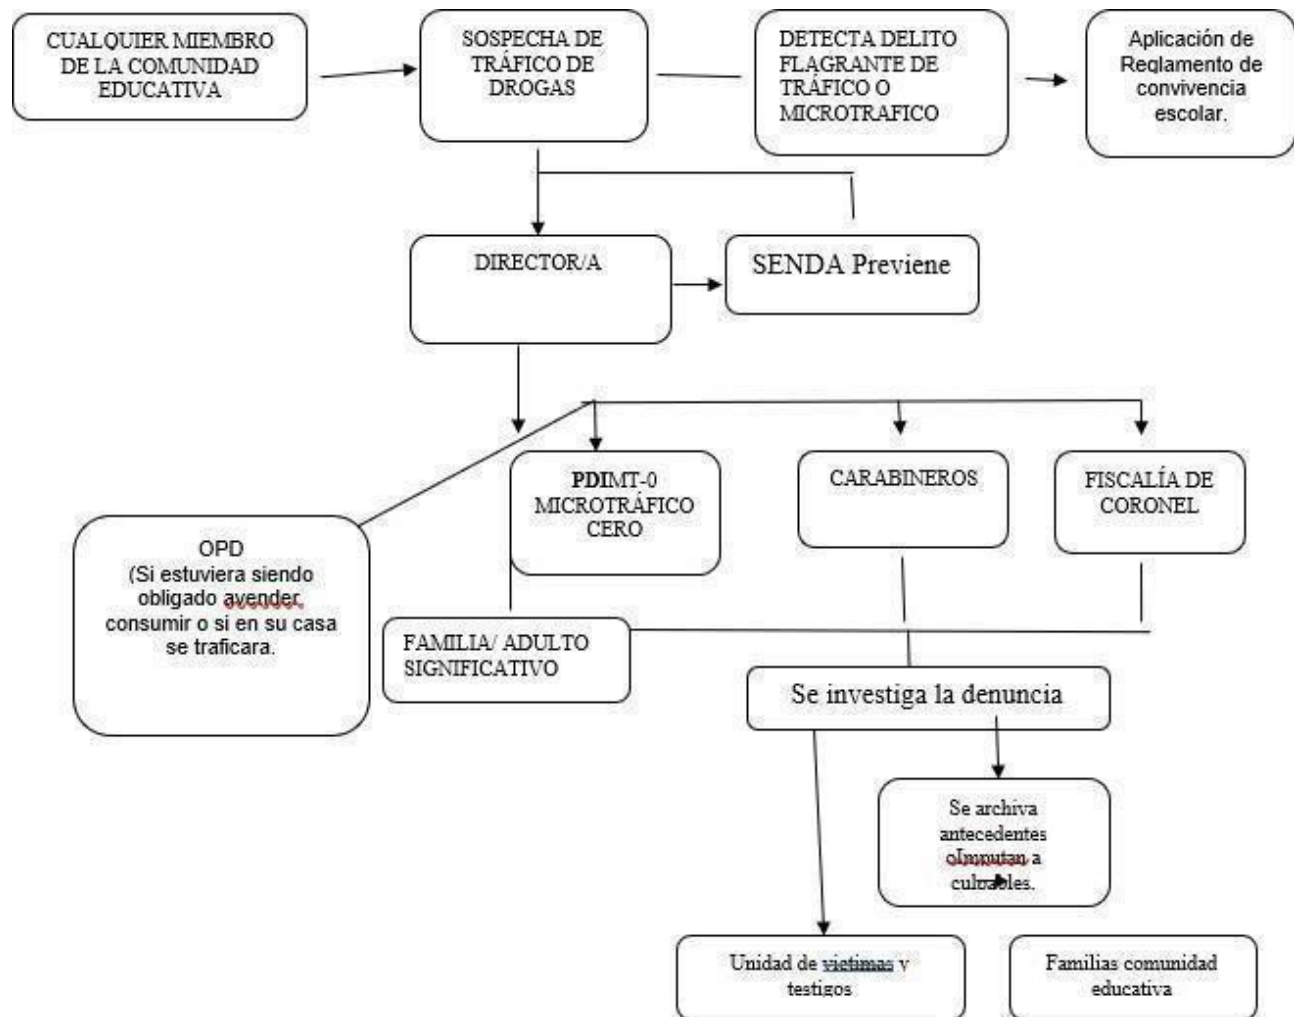 CUALQUIER MIEMBRO
DE LA COMUNIDAD
EDUCATIVA
SOSPECHA DE
TRÁFICO DE
DROGAS
DETECTA DELITO
FLAGRANTE DE
TRÁFICO O
MICROTRAFICO
Aplicación de
Reglamento de
convivencia
escolar.
DIRECTOR/A
SENDA Previene
PDIMT-0
MICROTRÁFICO
CERO
CARABINEROS
FISCALÍA DE
CORONEL
OPD
(Si estuviera siendo
obligado avender,
consumir o si en su casa
se traficara.
FAMILIA/ ADULTO
SIGNIFICATIVO
Se investiga la denuncia
Se archiva
antecedentes
oImputan a
culpables.
Unidad de victimas y
testigos
Familias comunidad
educativa